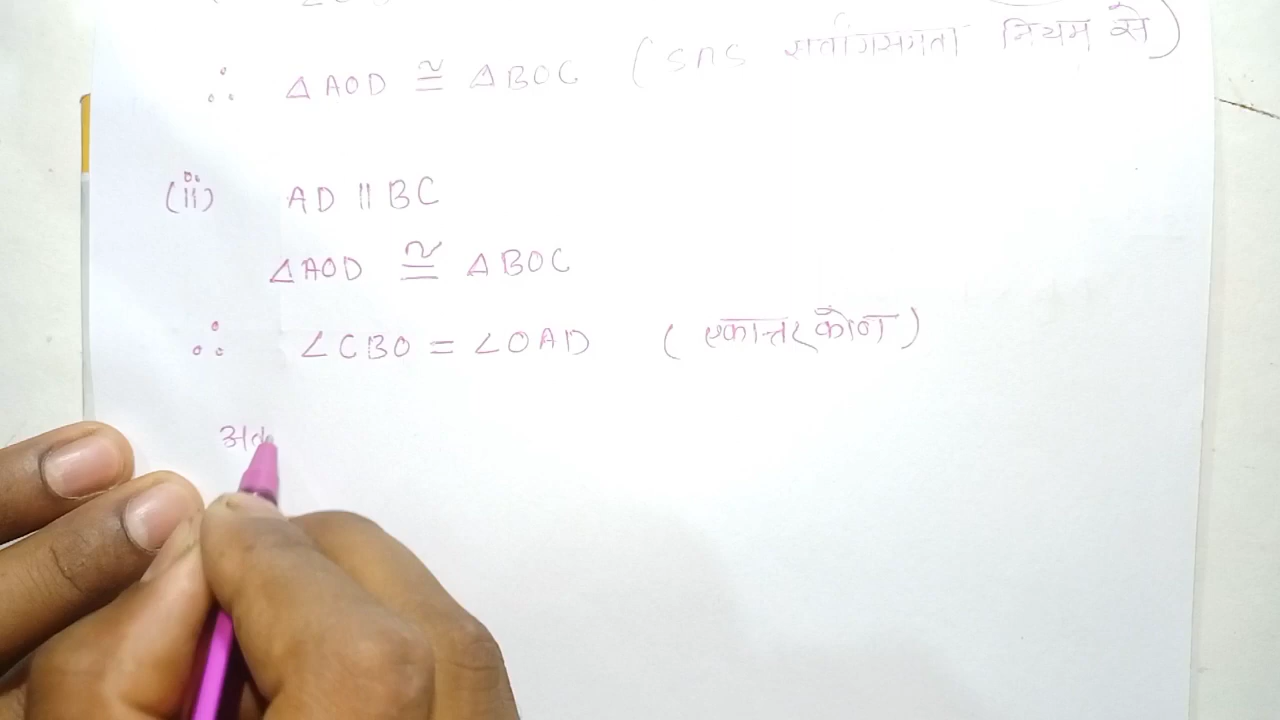 ∴ △AOD ≅ △BOC (SAS सर्वांगसमता नियम से)
(ii) AD || BC
△AOD ≅ △BOC
∴ ∠CBO = ∠OAD (एकान्तर कोण)